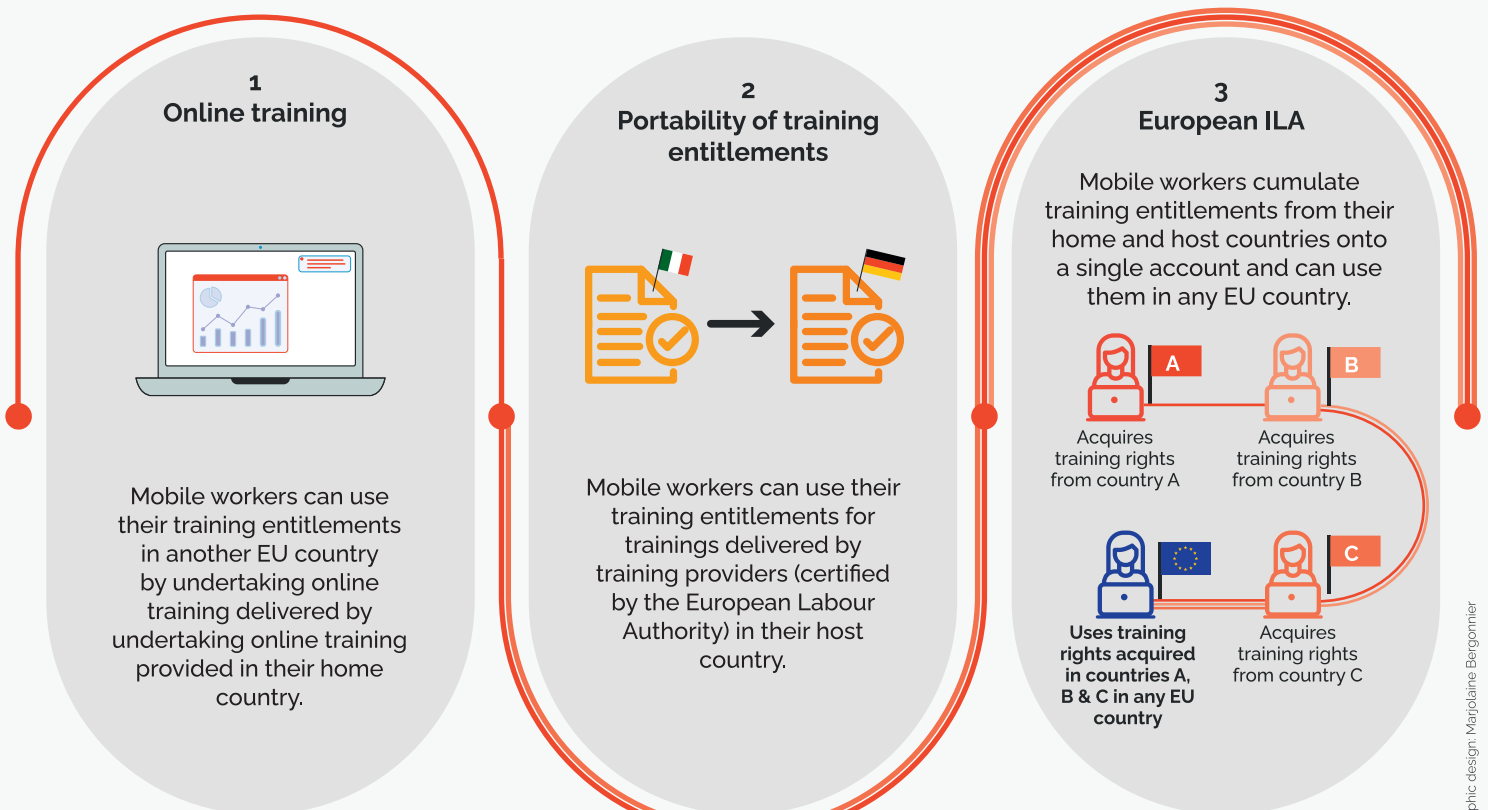 1
Online training
Mobile workers can use
their training entitlements
in another EU country
by undertaking online
training delivered by
undertaking online training
provided in their home
country.
2
Portability of training
entitlements
Mobile workers can use their
training entitlements for
trainings delivered by
training providers (certified
by the European Labour
Authority) in their host
country.
3
European ILA
Mobile workers cumulate
training entitlements from their
home and host countries onto
a single account and can use
them in any EU country.
A
Acquires
training rights
from country A
B
Acquires
training rights
from country B
C
Acquires
training rights
from country C
Uses training
rights acquired
in countries A,
B & C in any EU
country
phic design: Marjolaine Bergonnier